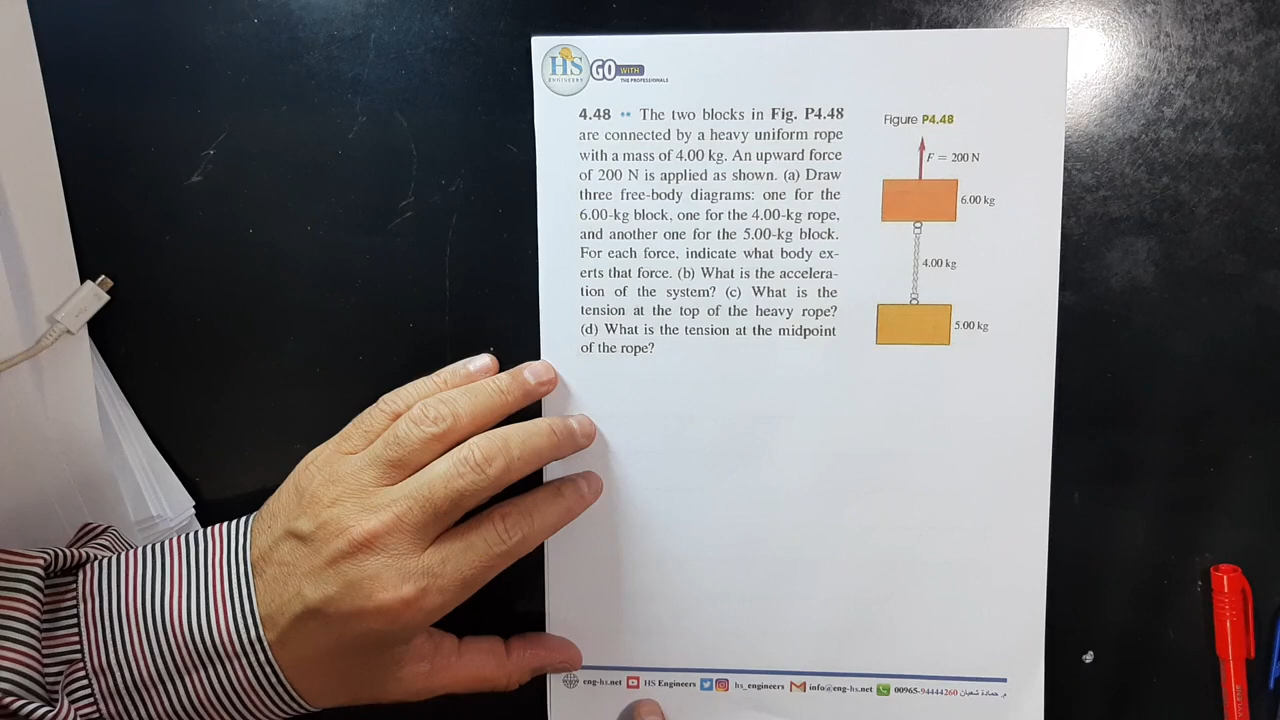 HS
ENGINEERS
GO WITH
THE PROFESSIONALS
4.48 •• The two blocks in Fig. P4.48
are connected by a heavy uniform rope
with a mass of 4.00 kg. An upward force
of 200 N is applied as shown. (a) Draw
three free-body diagrams: one for the
6.00-kg block, one for the 4.00-kg rope,
and another one for the 5.00-kg block.
For each force, indicate what body ex-
erts that force. (b) What is the accelera-
tion of the system? (c) What is the
tension at the top of the heavy rope?
(d) What is the tension at the midpoint
of the rope?
Figure P4.48
F = 200 N
6.00 kg
4.00 kg
5.00 kg
eng-hs.net HS Engineers hs_engineers info@eng-hs.net 00965-94444260 م. حمادة شعبان